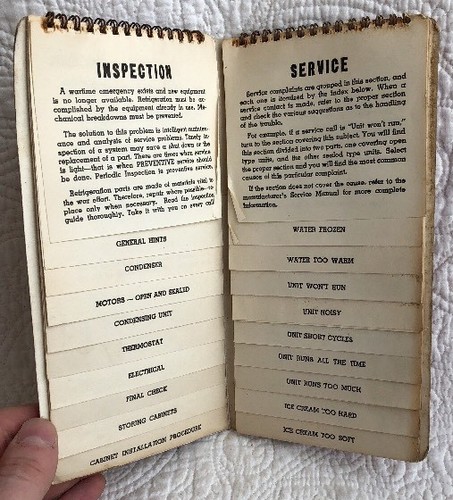 INSPECTION
A wartime emergency exists and new equipment
is no longer available. Refrigeration must be ac-
complished by the equipment already in use. Me-
chanical breakdowns must be prevented.
The solution to this problem is intelligent mainten-
ance and analysis of service problems. Timely in-
spection of a system may save a shut down or the
replacement of a part. There are times when service
is light—that is when PREVENTIVE service should
be done. Periodic Inspection is preventive service.
Refrigeration parts are made of materials vital to
the war effort. Therefore, repair where possible—re-
place only when necessary. Read the inspection
guide thoroughly. Take it with you on every call!
GENERAL HINTS
CONDENSER
MOTORS — OPEN AND SEALED
CONDENSING UNIT
THERMOSTAT
ELECTRICAL
FINAL CHECK
STORING CABINETS
CABINET INSTALLATION PROCEDURE
SERVICE
Service complaints are grouped in this section, and
each one is itemized by the index below. When a
service contact is made, refer to the proper section
and check the various suggestions as to the handling
of the trouble.
For example, if a service call is "Unit won't run,"
turn to the section covering this subject. You will find
this section divided into two parts, one covering open
type units, and the other sealed type units. Select
the proper section and you will find the most common
causes of this particular complaint.
If the section does not cover the cause, refer to the
manufacturer's Service Manual for more complete
information.
WATER FROZEN
WATER TOO WARM
UNIT WON'T RUN
UNIT NOISY
UNIT SHORT CYCLES
UNIT RUNS ALL THE TIME
UNIT RUNS TOO MUCH
ICE CREAM TOO HARD
ICE CREAM TOO SOFT